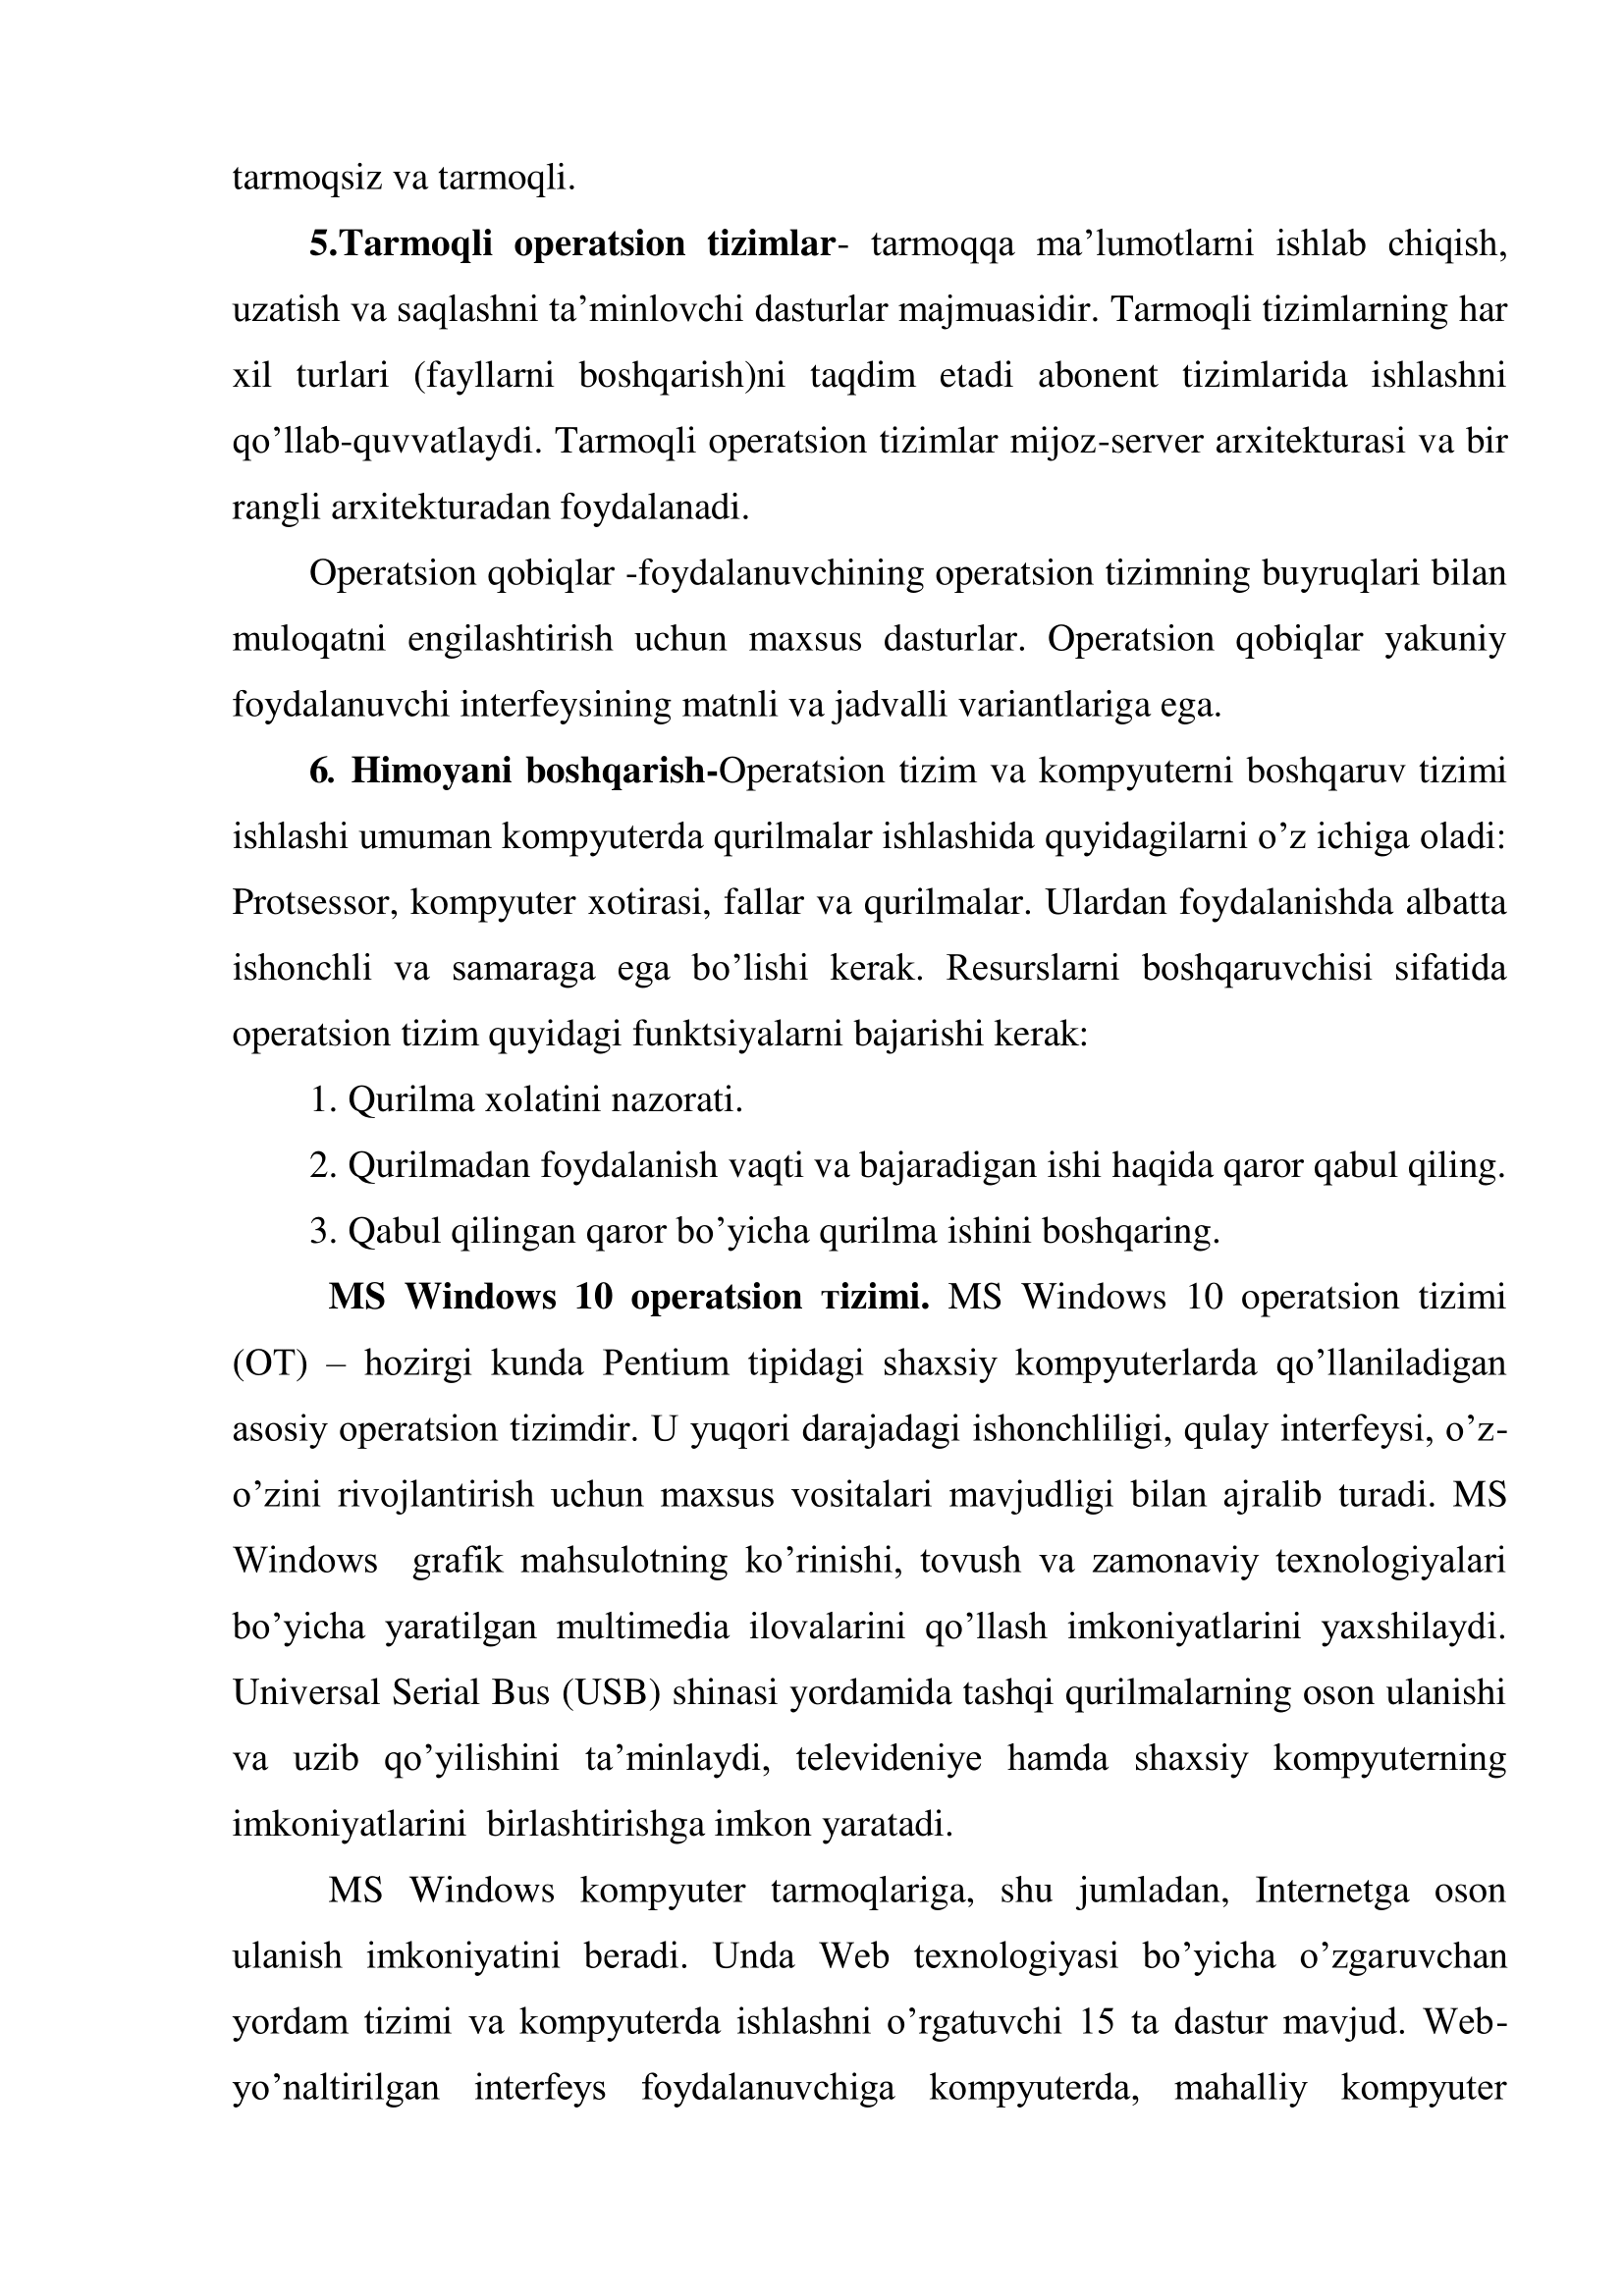 tarmoqsiz va tarmoqli.
5.Tarmoqli operatsion tizimlar- tarmoqqa ma’lumotlarni ishlab chiqish,
uzatish va saqlashni ta’minlovchi dasturlar majmuasidir. Tarmoqli tizimlarning har
xil turlari (fayllarni boshqarish)ni taqdim etadi abonent tizimlarida ishlashni
qo’llab-quvvatlaydi. Tarmoqli operatsion tizimlar mijoz-server arxitekturasi va bir
rangli arxitekturadan foydalanadi.
Operatsion qobiqlar -foydalanuvchining operatsion tizimning buyruqlari bilan
muloqatni engilashtirish uchun maxsus dasturlar. Operatsion qobiqlar yakuniy
foydalanuvchi interfeysining matnli va jadvalli variantlariga ega.
6. Himoyani boshqarish-Operatsion tizim va kompyuterni boshqaruv tizimi
ishlashi umuman kompyuterda qurilmalar ishlashida quyidagilarni o’z ichiga oladi:
Protsessor, kompyuter xotirasi, fallar va qurilmalar. Ulardan foydalanishda albatta
ishonchli va samaraga ega bo’lishi kerak. Resurslarni boshqaruvchisi sifatida
operatsion tizim quyidagi funktsiyalarni bajarishi kerak:
1. Qurilma xolatini nazorati.
2. Qurilmadan foydalanish vaqti va bajaradigan ishi haqida qaror qabul qiling.
3. Qabul qilingan qaror bo’yicha qurilma ishini boshqaring.
MS Windows 10 operatsion тizimi. MS Windows 10 operatsion tizimi
(OT) – hozirgi kunda Pentium tipidagi shaxsiy kompyuterlarda qo’llaniladigan
asosiy operatsion tizimdir. U yuqori darajadagi ishonchliligi, qulay interfeysi, o’z-
o’zini rivojlantirish uchun maxsus vositalari mavjudligi bilan ajralib turadi. MS
Windows grafik mahsulotning ko’rinishi, tovush va zamonaviy texnologiyalari
bo’yicha yaratilgan multimedia ilovalarini qo’llash imkoniyatlarini yaxshilaydi.
Universal Serial Bus (USB) shinasi yordamida tashqi qurilmalarning oson ulanishi
va uzib qo’yilishini ta’minlaydi, televideniye hamda shaxsiy kompyuterning
imkoniyatlarini birlashtirishga imkon yaratadi.
MS Windows kompyuter tarmoqlariga, shu jumladan, Internetga oson
ulanish imkoniyatini beradi. Unda Web texnologiyasi bo’yicha o’zgaruvchan
yordam tizimi va kompyuterda ishlashni o’rgatuvchi 15 ta dastur mavjud. Web-
yo’naltirilgan interfeys foydalanuvchiga kompyuterda, mahalliy kompyuter